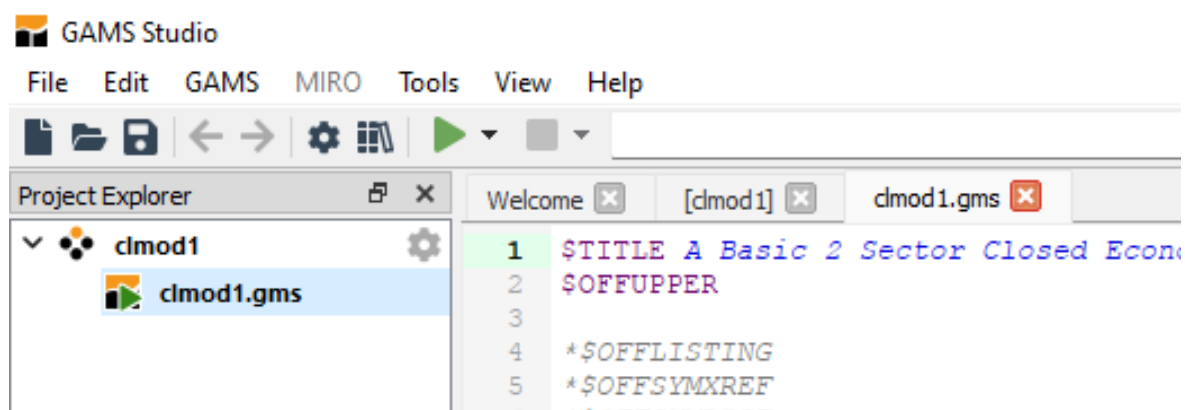 GAMS Studio
File Edit GAMS MIRO Tools View Help
Project Explorer
clmod1
clmod1.gms
Welcome [clmod1] clmod1.gms
1 $TITLE A Basic 2 Sector Closed Econo
2 $OFFUPPER
3
4 *$OFFLISTING
5 *$OFFSYMXREF